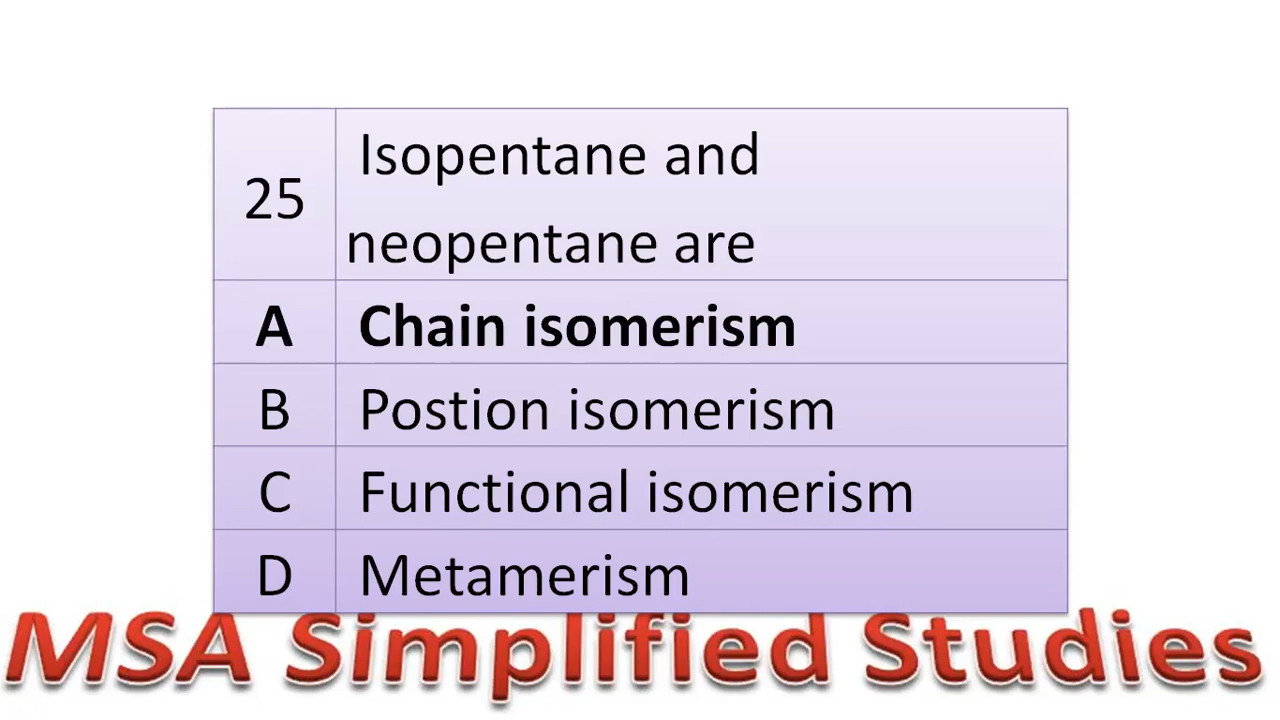 25 Isopentane and
neopentane are
A Chain isomerism
B Postion isomerism
C Functional isomerism
D Metamerism
MSA Simplified Studies